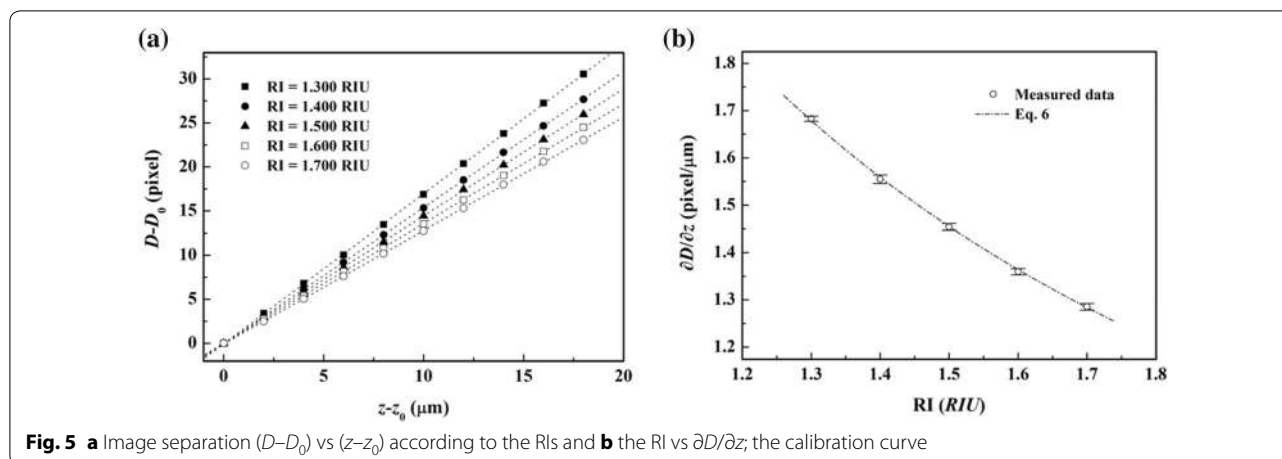 (a)
30
25
20
15
10
5
0
D-D₀ (pixel)
RI = 1.300 RIU
RI = 1.400 RIU
RI = 1.500 RIU
RI = 1.600 RIU
RI = 1.700 RIU
0 5 10 15 20
z-z₀ (μm)
(b)
1.8
1.7
1.6
1.5
1.4
1.3
1.2
∂D/∂z (pixel/μm)
Measured data
Eq. 6
1.2 1.3 1.4 1.5 1.6 1.7 1.8
RI (RIU)
Fig. 5 a Image separation (D–D₀) vs (z–z₀) according to the RIs and b the RI vs ∂D/∂z; the calibration curve